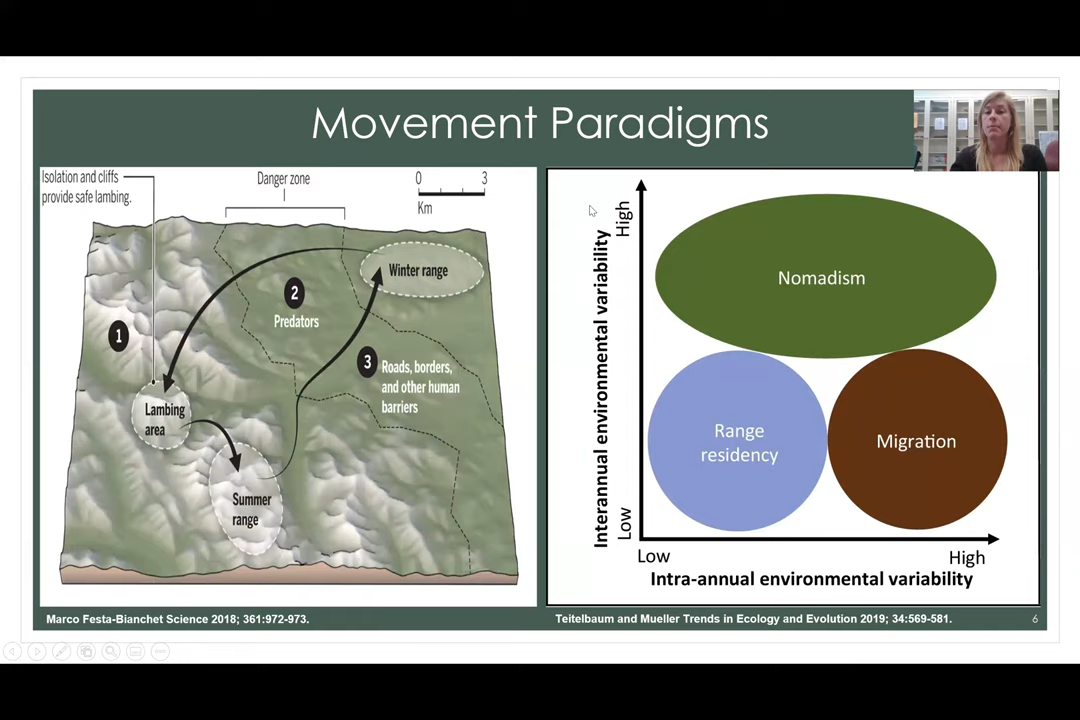 Movement Paradigms
Isolation and cliffs
provide safe lambing.
Danger zone
0 3
Km
Winter range
2
Predators
1
3
Roads, borders,
and other human
barriers
Lambing
area
Summer
range
Marco Festa-Bianchet Science 2018; 361:972-973.
High
Interannual environmental variability
Low
Nomadism
Range
residency
Migration
Low
High
Intra-annual environmental variability
Teitelbaum and Mueller Trends in Ecology and Evolution 2019; 34:569-581.
6